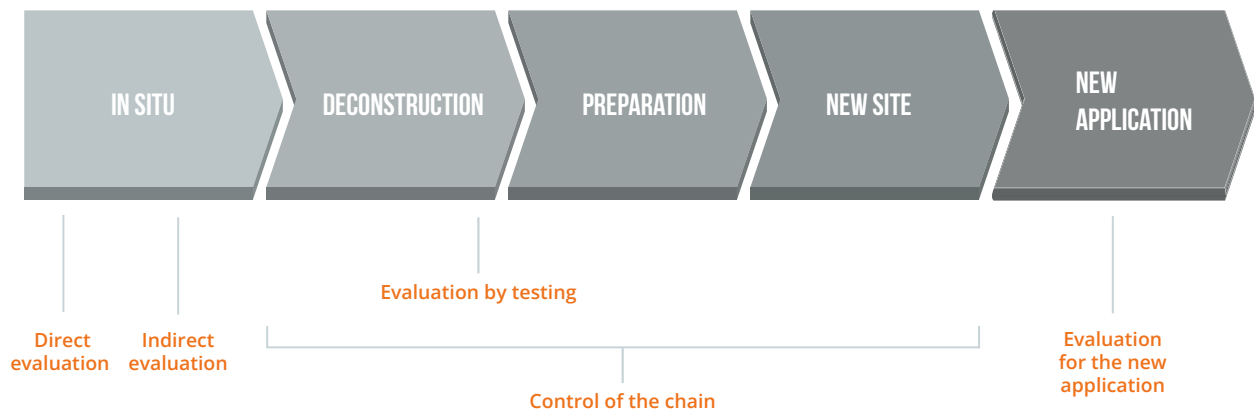 IN SITU
DECONSTRUCTION
PREPARATION
NEW SITE
NEW
APPLICATION
Evaluation by testing
Direct
evaluation
Indirect
evaluation
Evaluation
for the new
application
Control of the chain